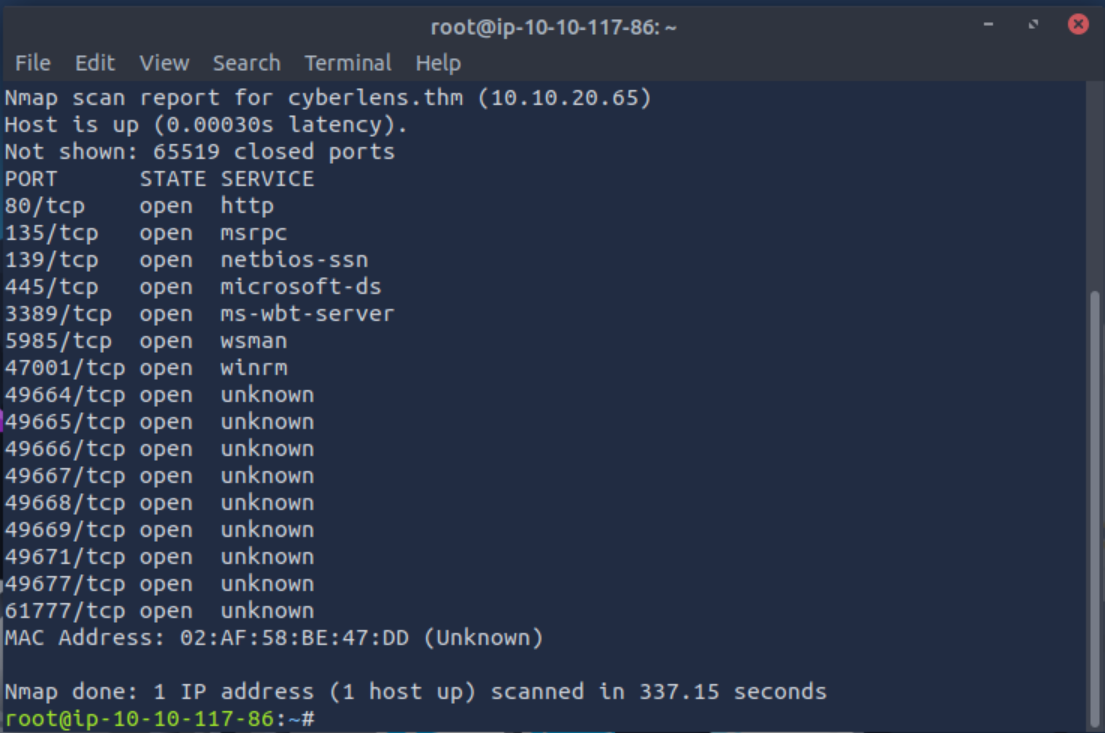 root@ip-10-10-117-86: ~
File Edit View Search Terminal Help
Nmap scan report for cyberlens.thm (10.10.20.65)
Host is up (0.00030s latency).
Not shown: 65519 closed ports
PORT      STATE SERVICE
80/tcp    open  http
135/tcp   open  msrpc
139/tcp   open  netbios-ssn
445/tcp   open  microsoft-ds
3389/tcp  open  ms-wbt-server
5985/tcp  open  wsman
47001/tcp open  winrm
49664/tcp open  unknown
49665/tcp open  unknown
49666/tcp open  unknown
49667/tcp open  unknown
49668/tcp open  unknown
49669/tcp open  unknown
49671/tcp open  unknown
49677/tcp open  unknown
61777/tcp open  unknown
MAC Address: 02:AF:58:BE:47:DD (Unknown)
Nmap done: 1 IP address (1 host up) scanned in 337.15 seconds
root@ip-10-10-117-86:~#